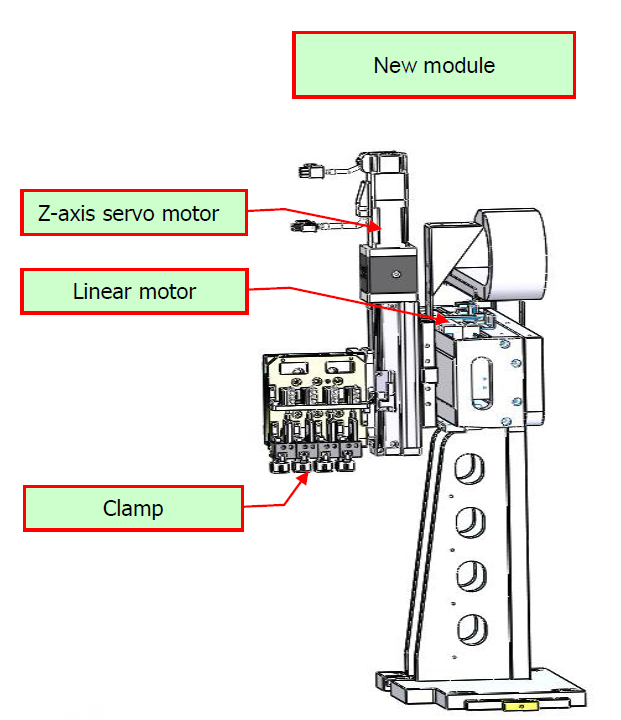 New module
Z-axis servo motor
Linear motor
Clamp